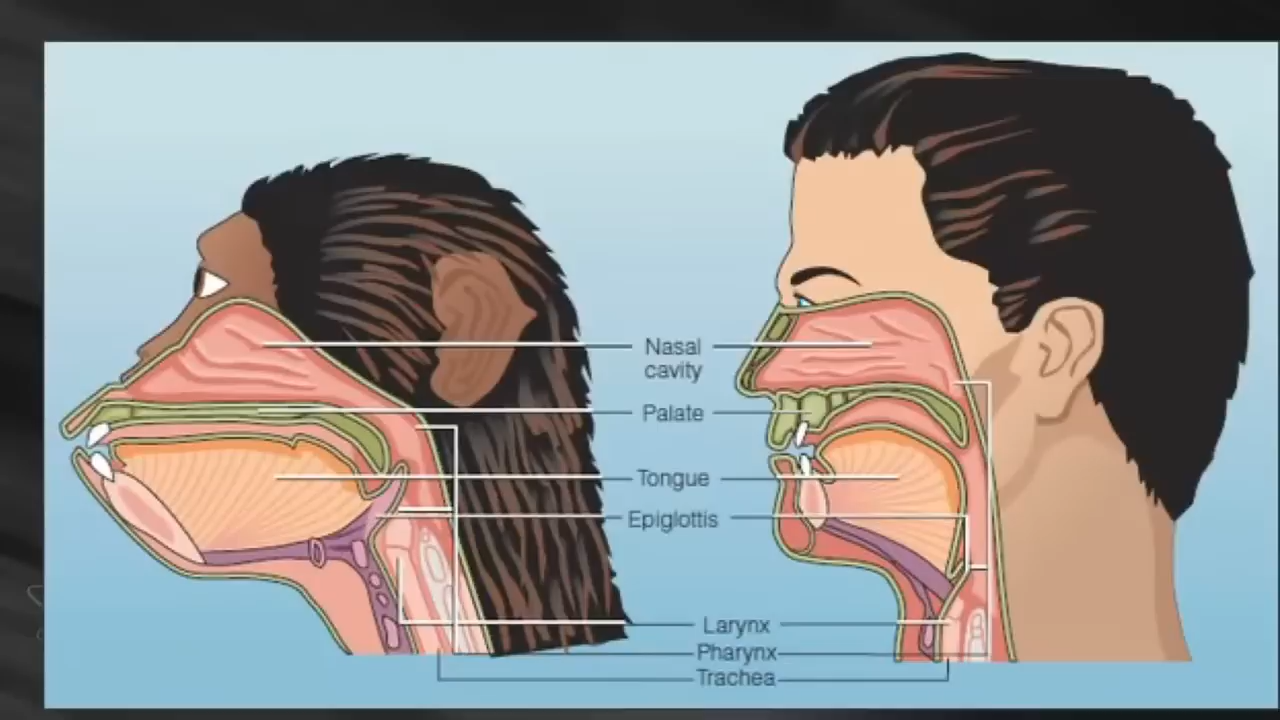 Nasal
cavity
Palate
Tongue
Epiglottis
Larynx
Pharynx
Trachea